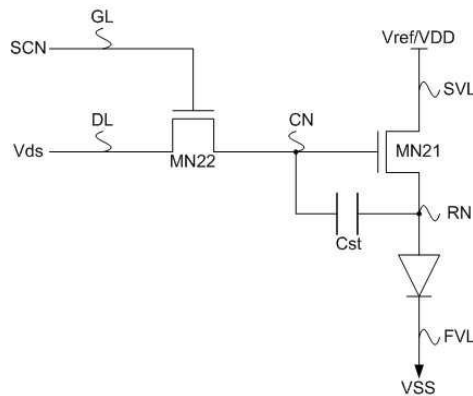 GL
SCN
Vref/VDD
SVL
DL
CN
Vds
MN22
MN21
RN
Cst
FVL
VSS